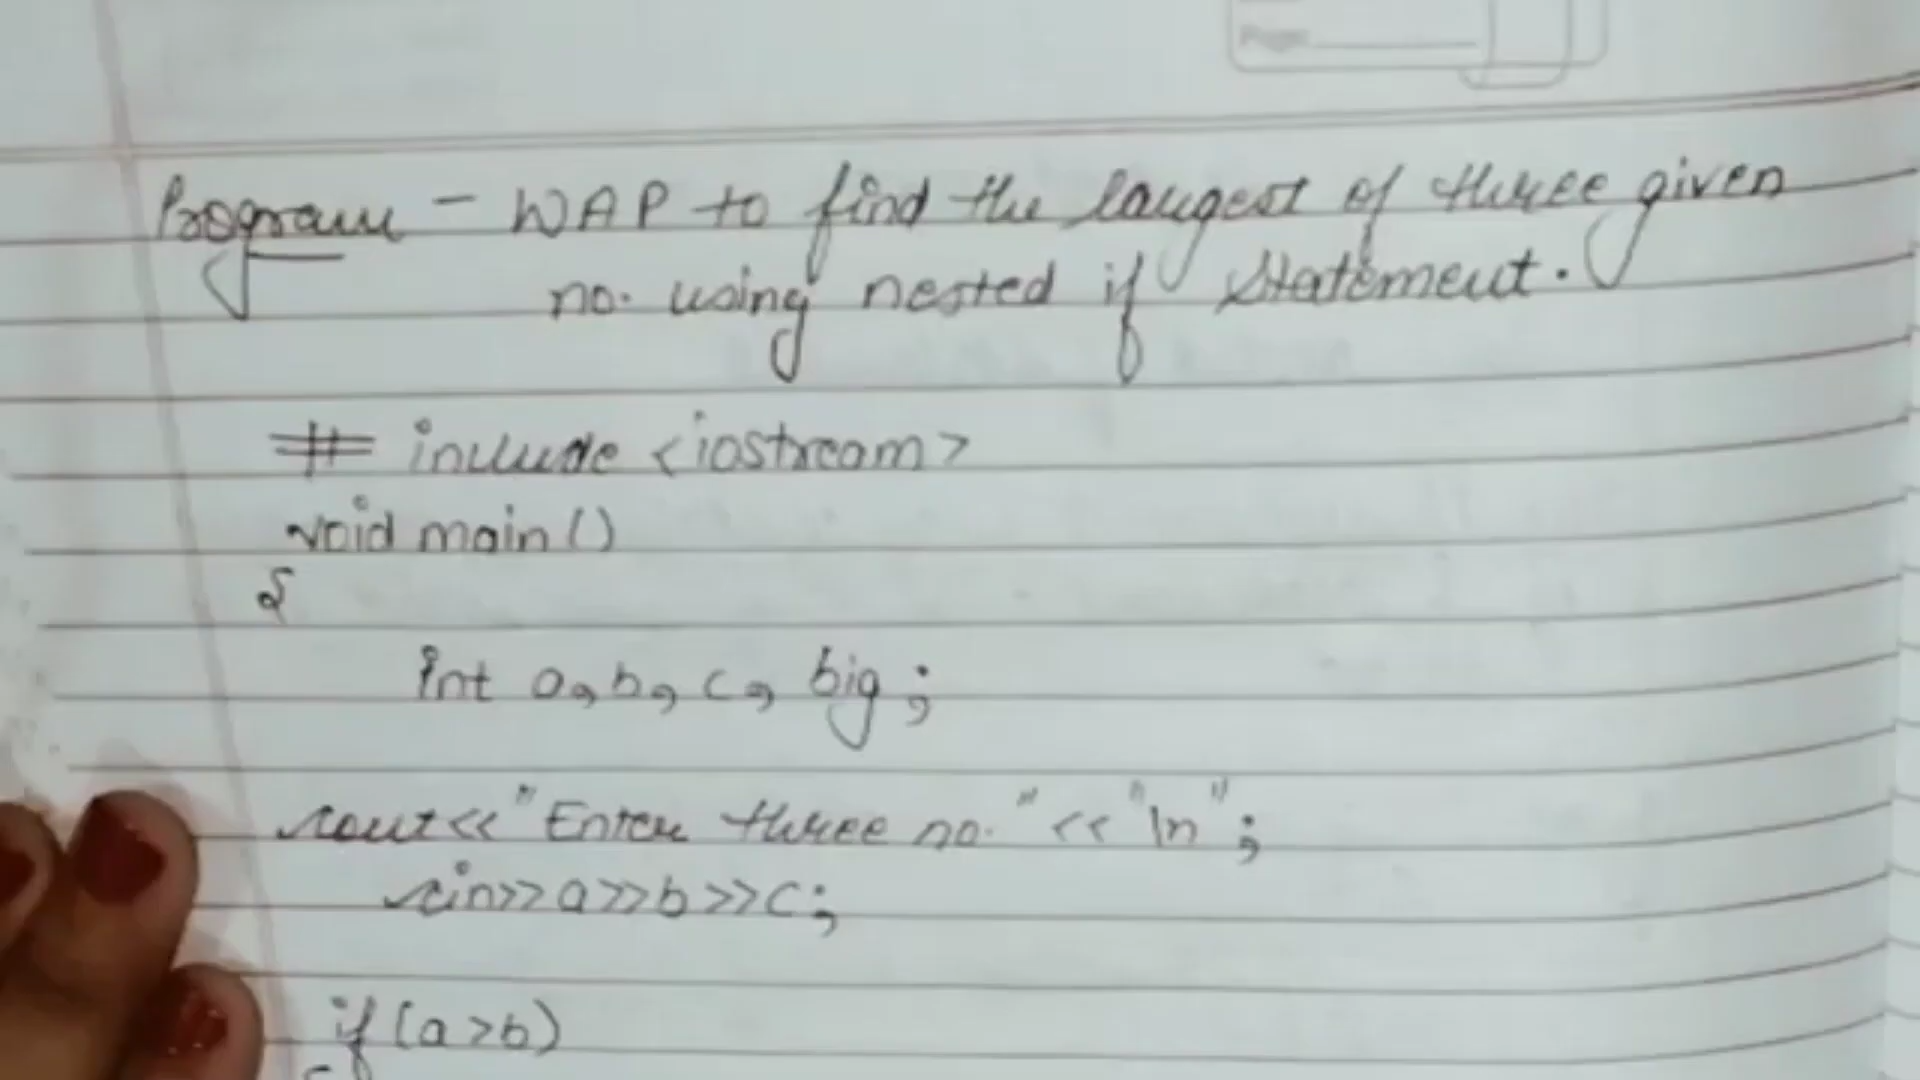 Page:
Program - WAP to find the largest of three given
no. using nested if statement.
# include <iostream>
void main()
{
int a, b, c, big;
cout<<"Enter three no."<<"\n";
cin>>a>>b>>c;
if (a>b)
{